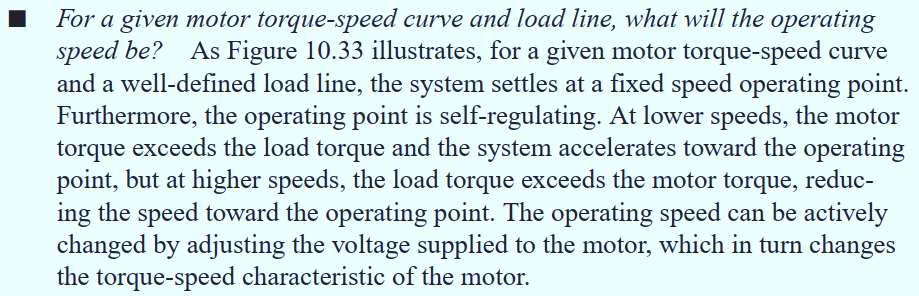 ■ For a given motor torque-speed curve and load line, what will the operating
speed be? As Figure 10.33 illustrates, for a given motor torque-speed curve
and a well-defined load line, the system settles at a fixed speed operating point.
Furthermore, the operating point is self-regulating. At lower speeds, the motor
torque exceeds the load torque and the system accelerates toward the operating
point, but at higher speeds, the load torque exceeds the motor torque, reduc-
ing the speed toward the operating point. The operating speed can be actively
changed by adjusting the voltage supplied to the motor, which in turn changes
the torque-speed characteristic of the motor.